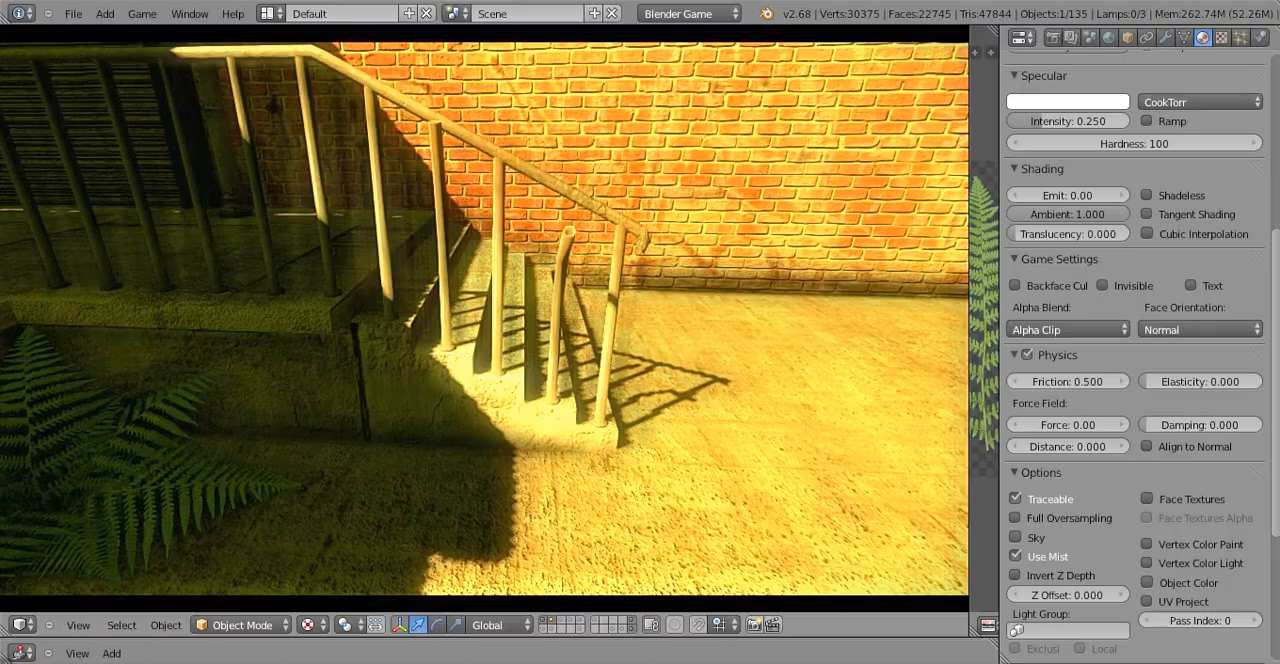 File Add Game Window Help Default Scene Blender Game v2.68 | Verts:30375 | Faces:22745 | Tris:47844 | Objects:1/135 | Lamps:0/3 | Mem:262.74M (52.26M)
Specular
CookTorr
Intensity: 0.250 Ramp
Hardness: 100
Shading
Emit: 0.00 Shadeless
Ambient: 1.000 Tangent Shading
Translucency: 0.000 Cubic Interpolation
Game Settings
Backface Cul Invisible Text
Alpha Blend: Face Orientation:
Alpha Clip Normal
Physics
Friction: 0.500 Elasticity: 0.000
Force Field:
Force: 0.00 Damping: 0.000
Distance: 0.000 Align to Normal
Options
Traceable Face Textures
Full Oversampling Face Textures Alpha
Sky
Use Mist Vertex Color Paint
Invert Z Depth Vertex Color Light
Z Offset: 0.000 Object Color
Light Group: UV Project
Pass Index: 0
Exclusi Local
View Select Object Object Mode Global
View Add